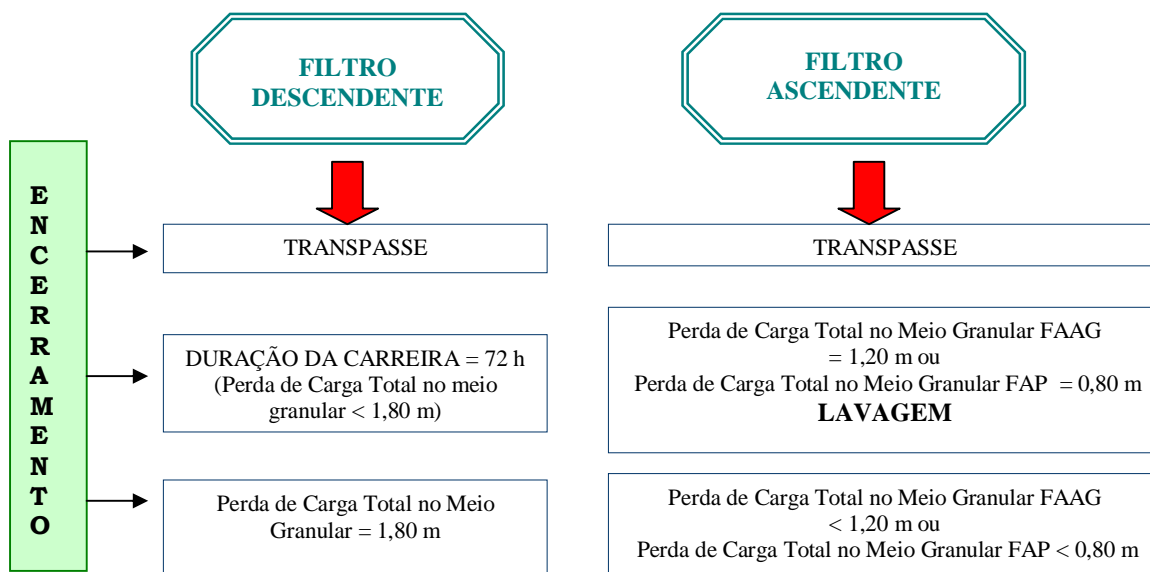 FILTRO
DESCENDENTE
FILTRO
ASCENDENTE
ENCERRAMENTO
TRANSPASSE
TRANSPASSE
DURAÇÃO DA CARREIRA = 72 h
(Perda de Carga Total no meio
granular < 1,80 m)
Perda de Carga Total no Meio Granular FAAG
= 1,20 m ou
Perda de Carga Total no Meio Granular FAP = 0,80 m
LAVAGEM
Perda de Carga Total no Meio
Granular = 1,80 m
Perda de Carga Total no Meio Granular FAAG
< 1,20 m ou
Perda de Carga Total no Meio Granular FAP < 0,80 m